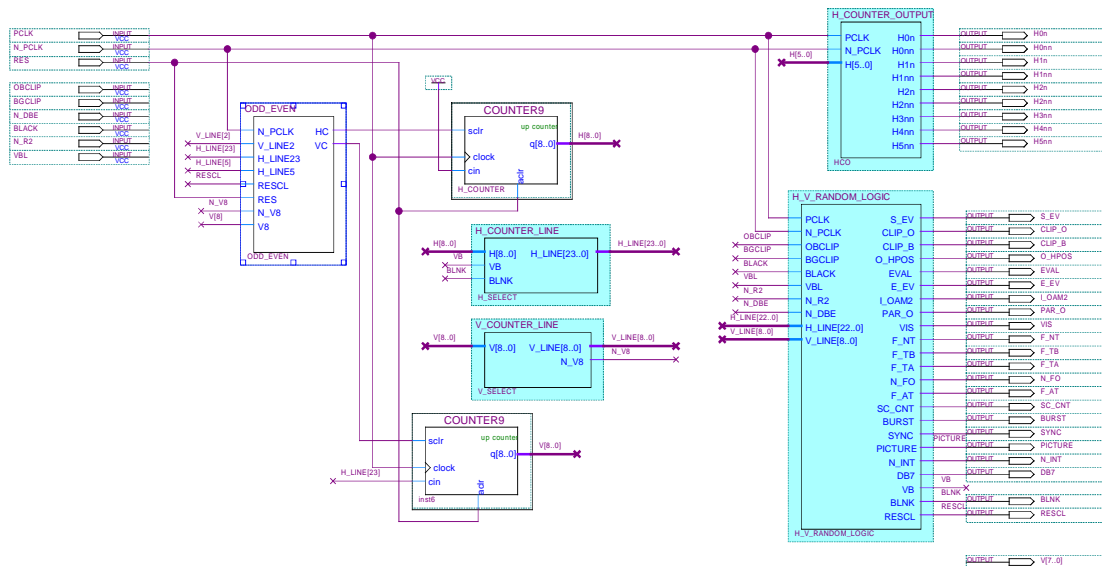 PCLK INPUT VCC
N_PCLK INPUT VCC
RES INPUT VCC
OBCLIP INPUT VCC
BGCLIP INPUT VCC
N_DBE INPUT VCC
BLACK INPUT VCC
N_R2 INPUT VCC
VBL INPUT VCC
ODD_EVEN
N_PCLK HC
V_LINE2 VC
H_LINE23
H_LINE5
RESCL
RES
N_V8
V8
ODD_EVEN
V_LINE[2]
H_LINE[23]
H_LINE[5]
RESCL
N_V8
V[8]
VCC
COUNTER9
up counter
sclr q[8..0]
clock
cin
aclr
H_COUNTER
H[8..0]
H_COUNTER_LINE
H[8..0] H[8..0] H_LINE[23..0] H_LINE[23..0]
VB VB
BLNK BLNK
H_SELECT
V_COUNTER_LINE
V[8..0] V[8..0] V_LINE[8..0] V_LINE[8..0]
N_V8 N_V8
V_SELECT
COUNTER9
up counter
sclr q[8..0] V[8..0]
clock
H_LINE[23] cin
aclr
inst6
H_COUNTER_OUTPUT
PCLK H0n OUTPUT H0n
N_PCLK H0nn OUTPUT H0nn
H[5..0] H[5..0] H1n OUTPUT H1n
H1nn OUTPUT H1nn
H2n OUTPUT H2n
H2nn OUTPUT H2nn
H3nn OUTPUT H3nn
H4nn OUTPUT H4nn
H5nn OUTPUT H5nn
HCO
H_V_RANDOM_LOGIC
PCLK S_EV OUTPUT S_EV
N_PCLK CLIP_O OUTPUT CLIP_O
OBCLIP OBCLIP CLIP_B OUTPUT CLIP_B
BGCLIP BGCLIP O_HPOS OUTPUT O_HPOS
BLACK BLACK EVAL OUTPUT EVAL
VBL VBL E_EV OUTPUT E_EV
N_R2 N_R2 I_OAM2 OUTPUT I_OAM2
N_DBE N_DBE PAR_O OUTPUT PAR_O
H_LINE[22..0] H_LINE[22..0] VIS OUTPUT VIS
V_LINE[8..0] V_LINE[8..0] F_NT OUTPUT F_NT
F_TB OUTPUT F_TB
F_TA OUTPUT F_TA
N_FO OUTPUT N_FO
F_AT OUTPUT F_AT
SC_CNT OUTPUT SC_CNT
BURST OUTPUT BURST
SYNC OUTPUT SYNC
PICTURE PICTURE OUTPUT PICTURE
N_INT OUTPUT N_INT
DB7 OUTPUT DB7
VB VB
BLNK BLNK OUTPUT BLNK
RESCL RESCL OUTPUT RESCL
H_V_RANDOM_LOGIC
OUTPUT V[7..0]